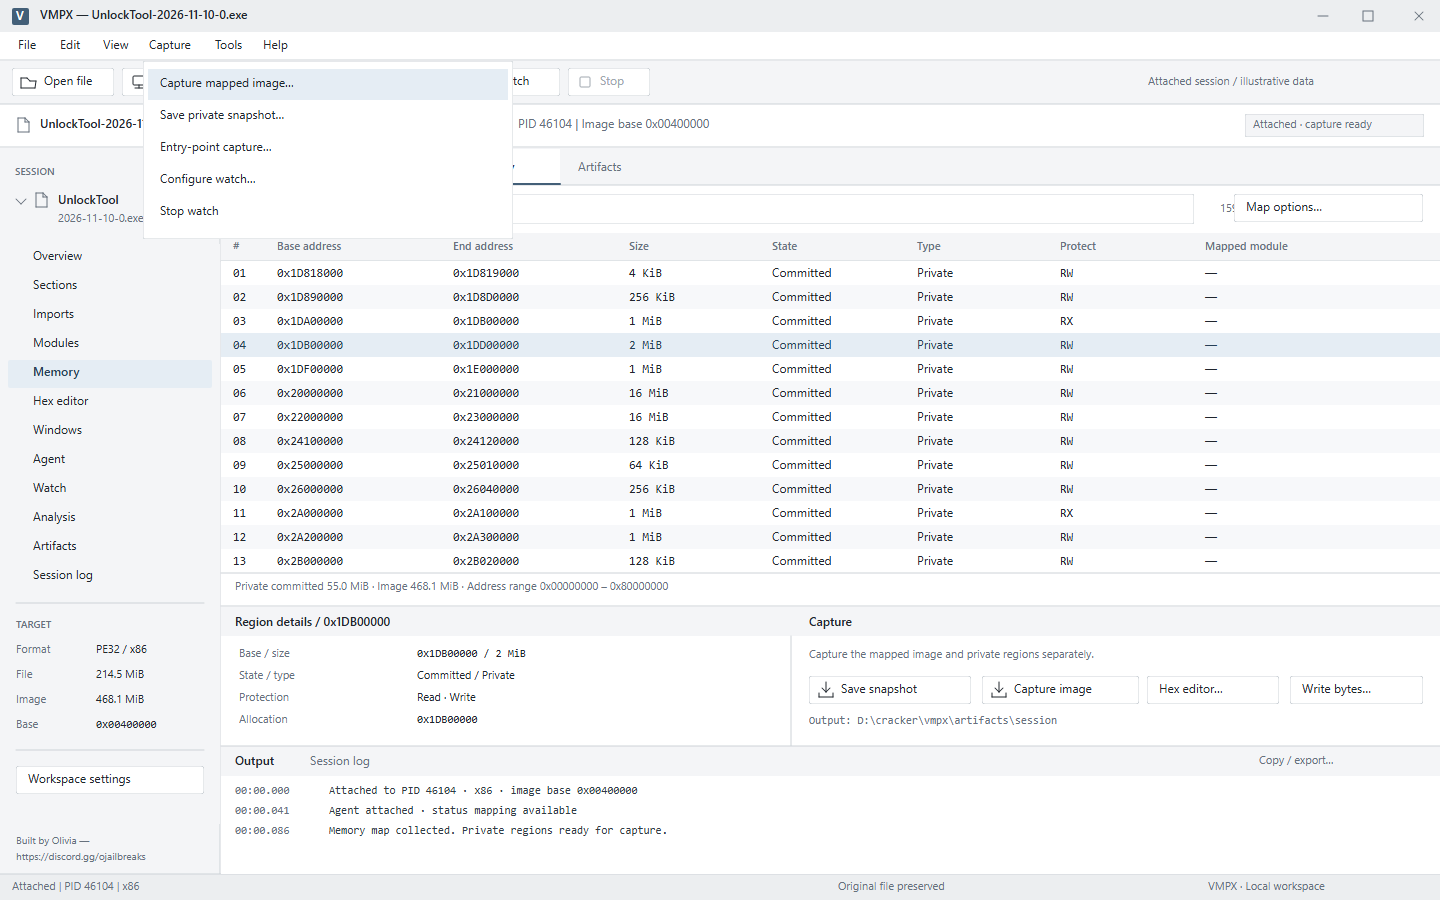 V VMPX — UnlockTool-2026-11-10-0.exe
File Edit View Capture Tools Help
Open file Stop Attached session / illustrative data
Capture mapped image...
Save private snapshot...
Entry-point capture...
Configure watch...
Stop watch
UnlockTool-2026-1 PID 46104 | Image base 0x00400000 Attached · capture ready
Artifacts
Map options...
SESSION
UnlockTool
2026-11-10-0.exe
Overview
Sections
Imports
Modules
Memory
Hex editor
Windows
Agent
Watch
Analysis
Artifacts
Session log
TARGET
Format PE32 / x86
File 214.5 MiB
Image 468.1 MiB
Base 0x00400000
Workspace settings
Built by Olivia —
https://discord.gg/ojailbreaks
# Base address End address Size State Type Protect Mapped module
01 0x1D818000 0x1D819000 4 KiB Committed Private RW —
02 0x1D890000 0x1D8D0000 256 KiB Committed Private RW —
03 0x1DA00000 0x1DB00000 1 MiB Committed Private RX —
04 0x1DB00000 0x1DD00000 2 MiB Committed Private RW —
05 0x1DF00000 0x1E000000 1 MiB Committed Private RW —
06 0x20000000 0x21000000 16 MiB Committed Private RW —
07 0x22000000 0x23000000 16 MiB Committed Private RW —
08 0x24100000 0x24120000 128 KiB Committed Private RW —
09 0x25000000 0x25010000 64 KiB Committed Private RW —
10 0x26000000 0x26040000 256 KiB Committed Private RW —
11 0x2A000000 0x2A100000 1 MiB Committed Private RX —
12 0x2A200000 0x2A300000 1 MiB Committed Private RW —
13 0x2B000000 0x2B020000 128 KiB Committed Private RW —
Private committed 55.0 MiB · Image 468.1 MiB · Address range 0x00000000 – 0x80000000
Region details / 0x1DB00000
Base / size 0x1DB00000 / 2 MiB
State / type Committed / Private
Protection Read · Write
Allocation 0x1DB00000
Capture
Capture the mapped image and private regions separately.
Save snapshot Capture image Hex editor... Write bytes...
Output: D:\cracker\vmpx\artifacts\session
Output Session log Copy / export...
00:00.000 Attached to PID 46104 · x86 · image base 0x00400000
00:00.041 Agent attached · status mapping available
00:00.086 Memory map collected. Private regions ready for capture.
Attached | PID 46104 | x86 Original file preserved VMPX · Local workspace